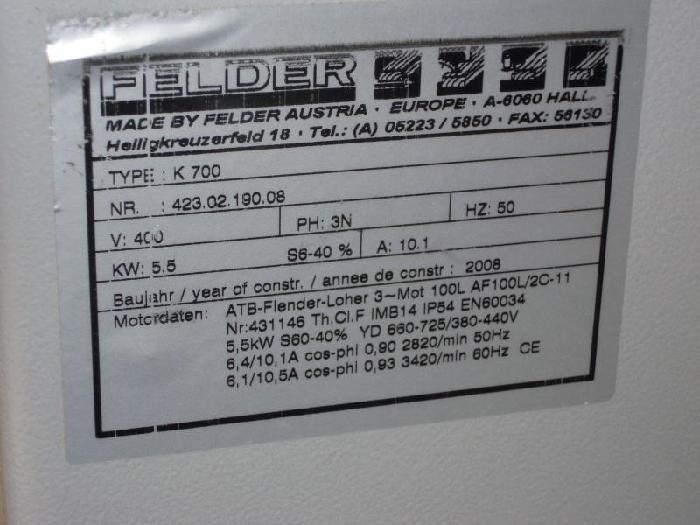 FELDER
MADE BY FELDER AUSTRIA · EUROPE · A-6060 HALL
Heiligkreuzerfeld 18 · Tel.: (A) 05223 / 5850 · FAX: 56130
TYPE : K 700
NR. : 423.02.190.08
V: 400 PH: 3N HZ: 50
KW: 5.5 S6-40 % A: 10.1
Baujahr / year of constr. / annee de constr : 2008
Motordaten: ATB-Flender-Loher 3~Mot 100L AF100L/2C-11
Nr:431146 Th.Cl.F IMB14 IP54 EN60034
5,5kW S60-40% YD 660-725/380-440V
6,4/10,1A cos-phi 0,90 2820/min 50Hz
6,1/10,5A cos-phi 0,93 3420/min 60Hz CE